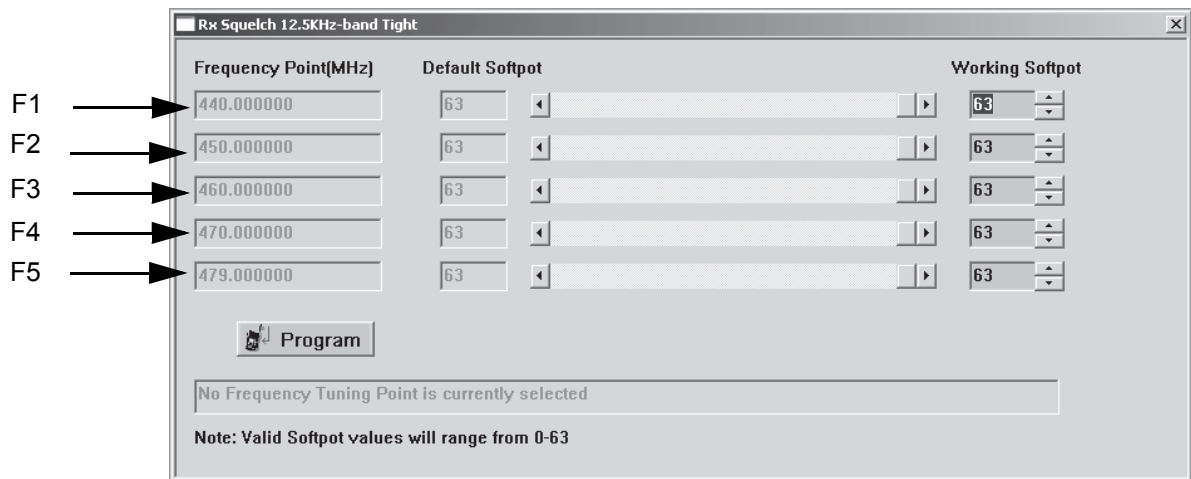 Rx Squelch 12.5KHz-band Tight
Frequency Point(MHz) Default Softpot Working Softpot
F1 440.000000 63 63
F2 450.000000 63 63
F3 460.000000 63 63
F4 470.000000 63 63
F5 479.000000 63 63
Program
No Frequency Tuning Point is currently selected
Note: Valid Softpot values will range from 0-63